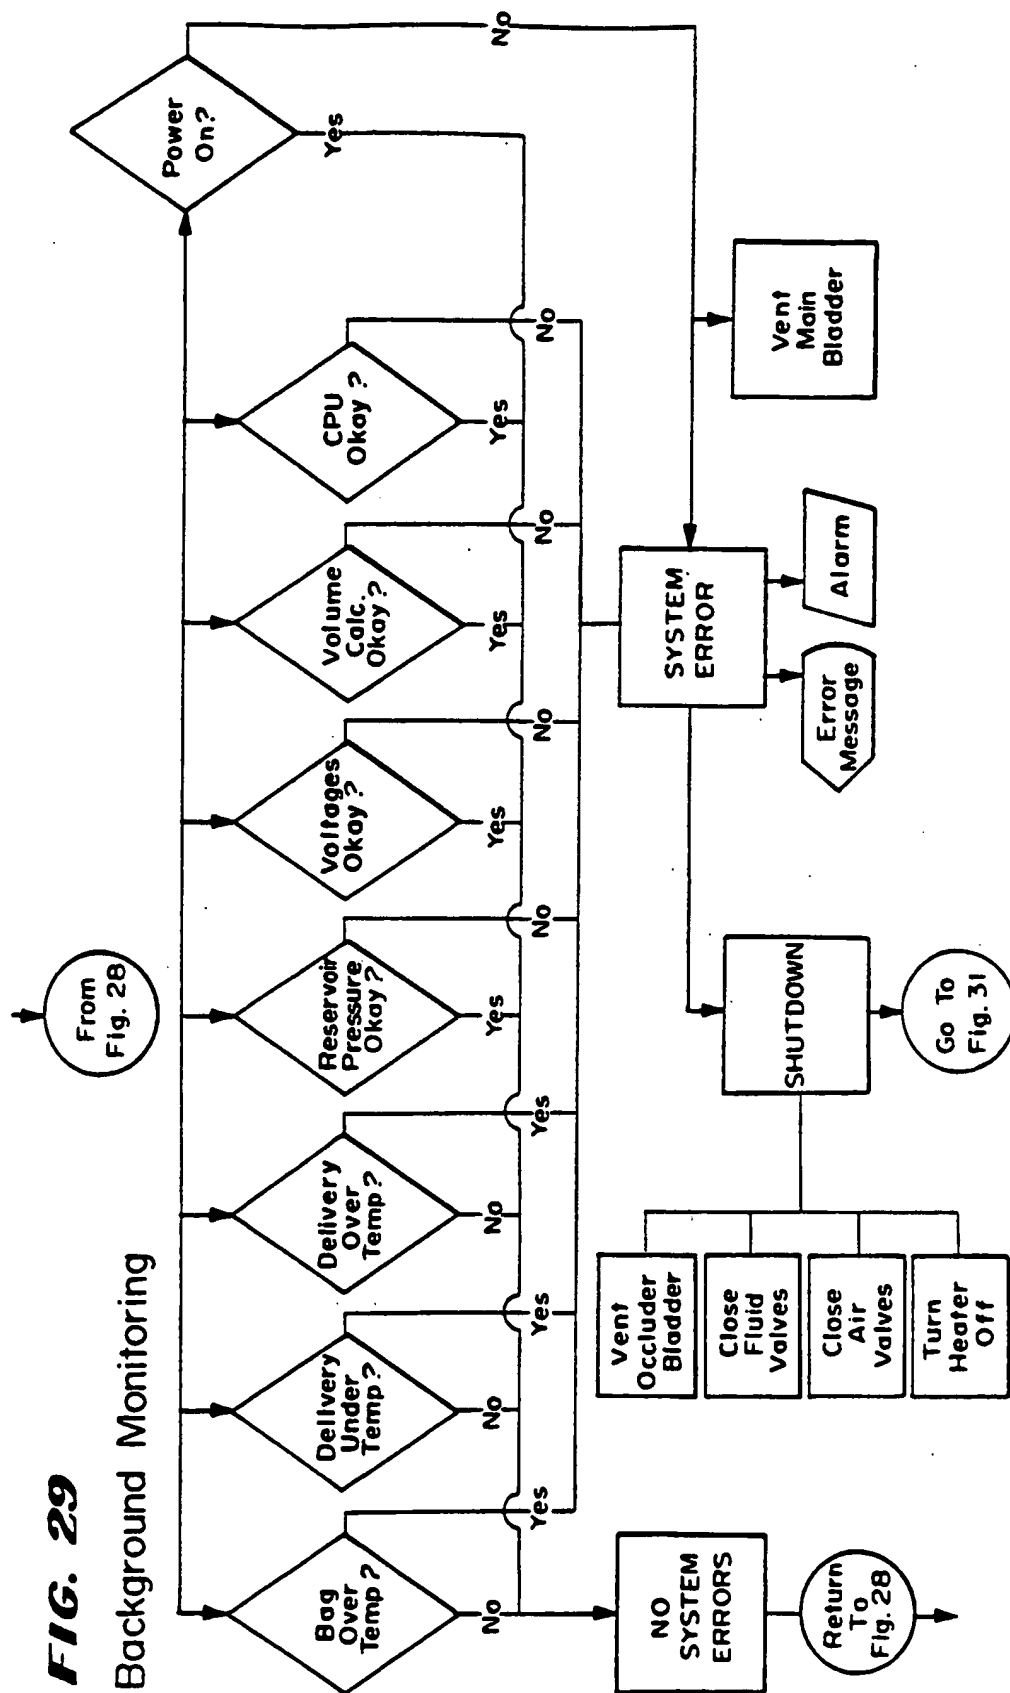 FIG. 29
Background Monitoring
From
Fig. 28
Bag
Over
Temp?
No
Yes
Delivery
Under
Temp?
No
Yes
Delivery
Over
Temp?
No
Yes
Reservoir
Pressure
Okay?
Yes
No
Voltages
Okay?
Yes
No
Volume
Calc.
Okay?
Yes
No
CPU
Okay?
Yes
No
Power
On?
Yes
No
NO
SYSTEM
ERRORS
Return
To
Fig. 28
Vent
Occluder
Bladder
Close
Fluid
Valves
Close
Air
Valves
Turn
Heater
Off
SHUTDOWN
Go To
Fig. 31
SYSTEM
ERROR
Error
Message
Alarm
Vent
Main
Bladder